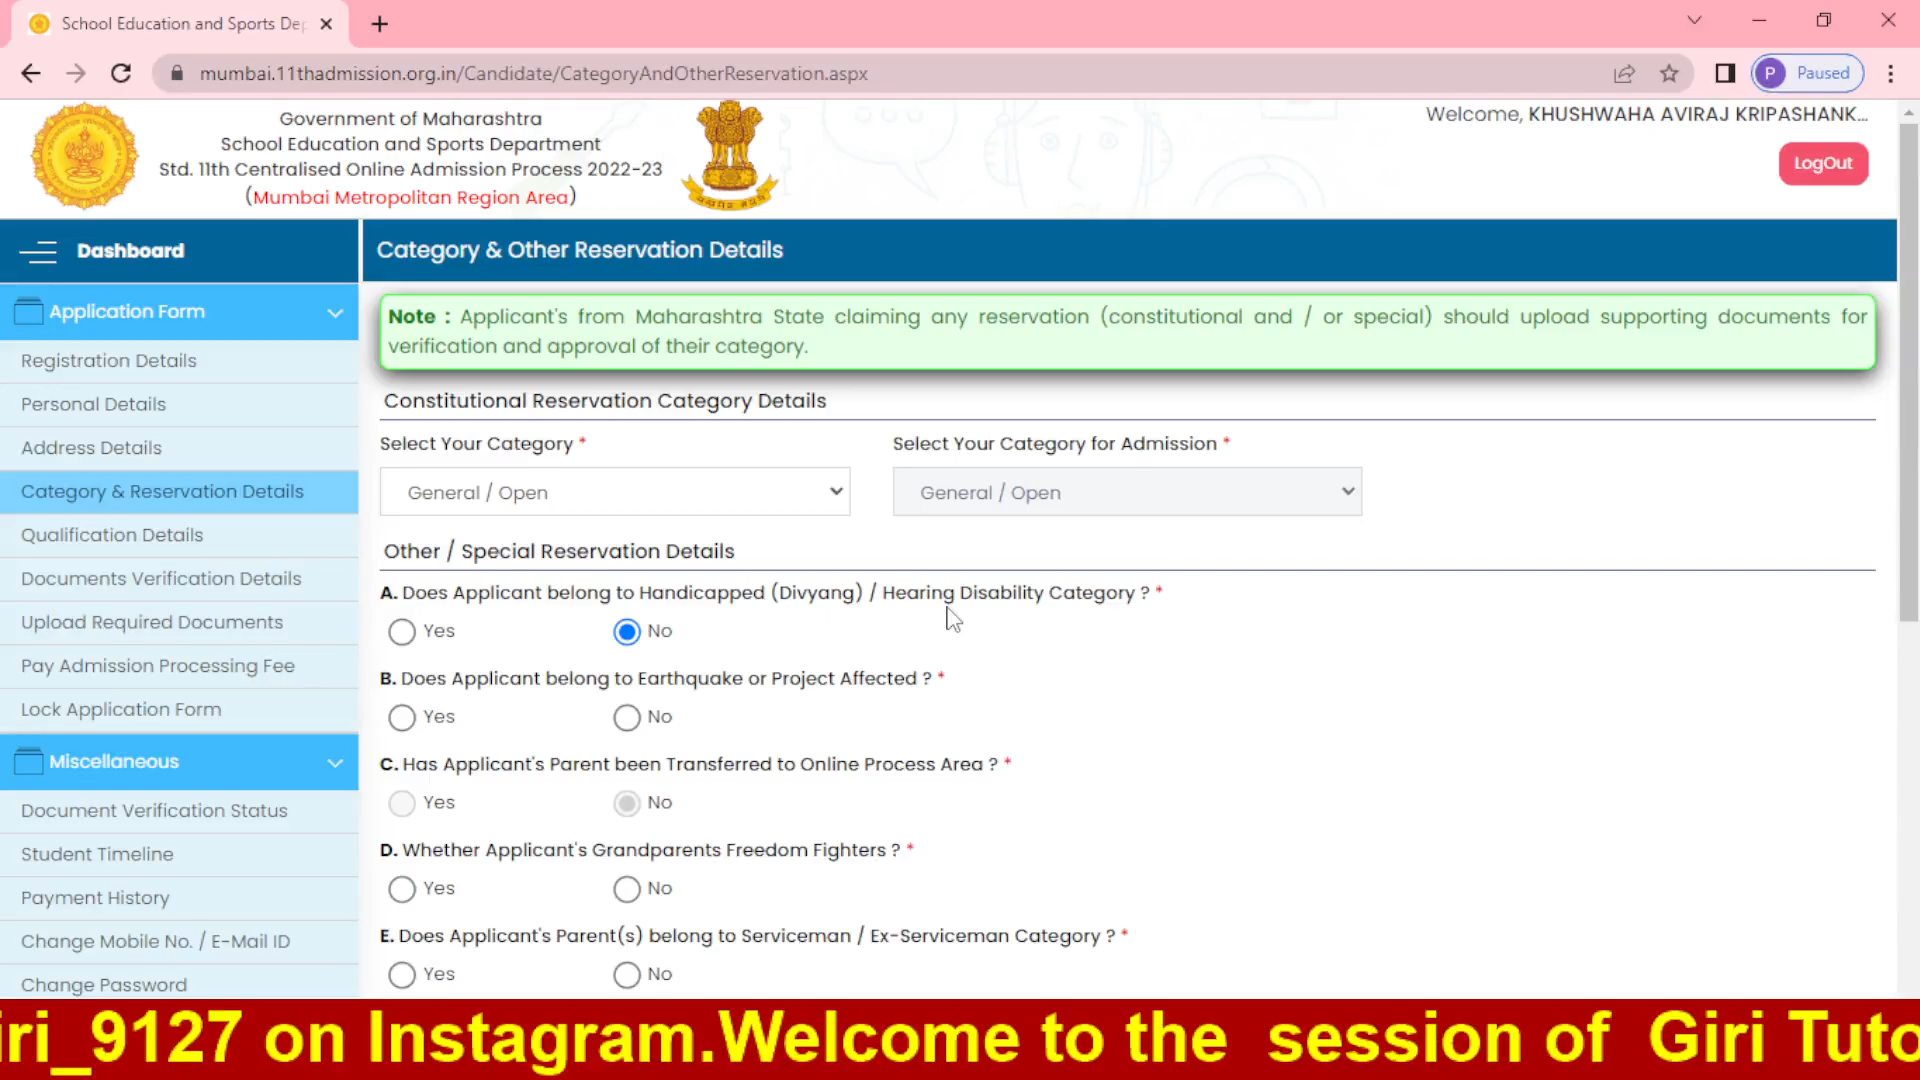 School Education and Sports Dep
mumbai.11thadmission.org.in/Candidate/CategoryAndOtherReservation.aspx
P Paused
Government of Maharashtra
School Education and Sports Department
Std. 11th Centralised Online Admission Process 2022-23
(Mumbai Metropolitan Region Area)
Welcome, KHUSHWAHA AVIRAJ KRIPASHANK...
LogOut
Dashboard
Application Form
Registration Details
Personal Details
Address Details
Category & Reservation Details
Qualification Details
Documents Verification Details
Upload Required Documents
Pay Admission Processing Fee
Lock Application Form
Miscellaneous
Document Verification Status
Student Timeline
Payment History
Change Mobile No. / E-Mail ID
Change Password
Category & Other Reservation Details
Note : Applicant's from Maharashtra State claiming any reservation (constitutional and / or special) should upload supporting documents for
verification and approval of their category.
Constitutional Reservation Category Details
Select Your Category *
Select Your Category for Admission *
General / Open
General / Open
Other / Special Reservation Details
A. Does Applicant belong to Handicapped (Divyang) / Hearing Disability Category ? *
Yes No
B. Does Applicant belong to Earthquake or Project Affected ? *
Yes No
C. Has Applicant's Parent been Transferred to Online Process Area ? *
Yes No
D. Whether Applicant's Grandparents Freedom Fighters ? *
Yes No
E. Does Applicant's Parent(s) belong to Serviceman / Ex-Serviceman Category ? *
Yes No
iri_9127 on Instagram.Welcome to the session of Giri Tuto